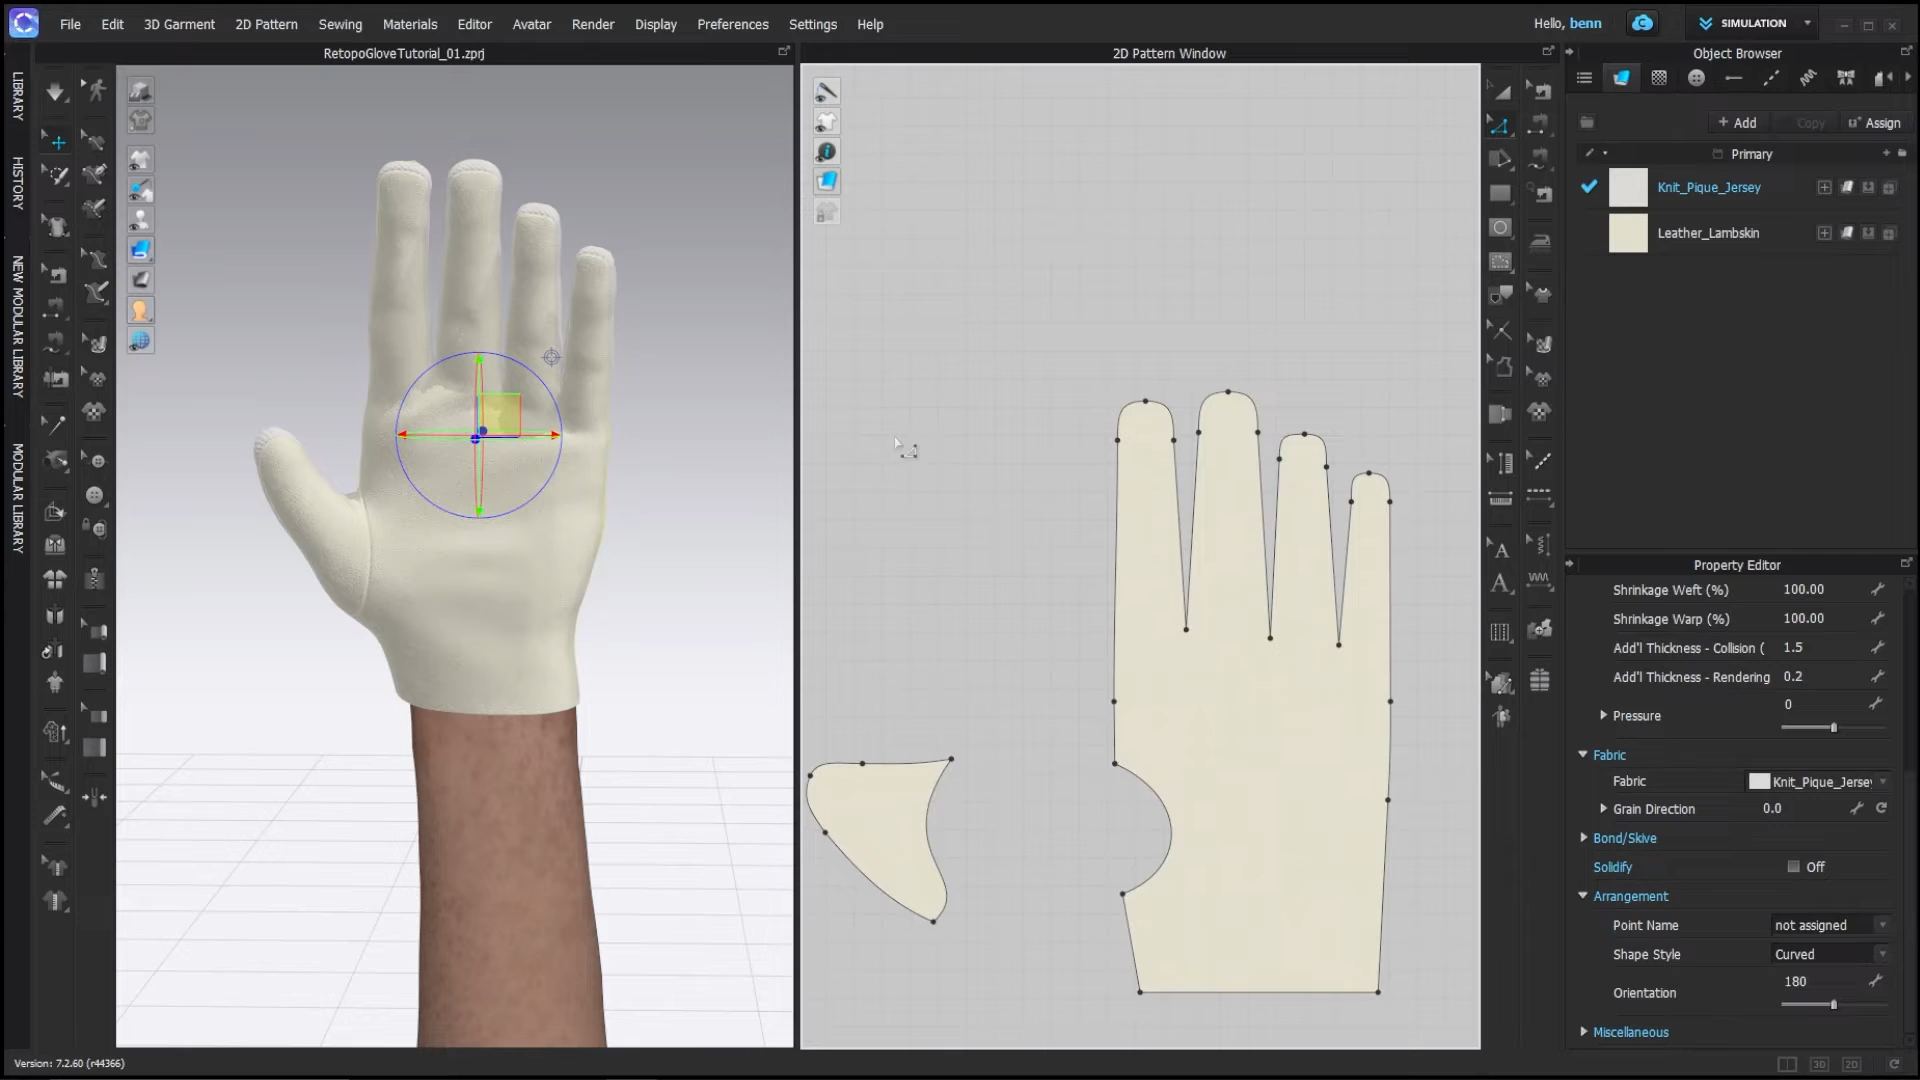 File Edit 3D Garment 2D Pattern Sewing Materials Editor Avatar Render Display Preferences Settings Help
Hello, benn
SIMULATION
RetopoGloveTutorial_01.zprj
2D Pattern Window
Object Browser
LIBRARY
HISTORY
NEW MODULAR LIBRARY
MODULAR LIBRARY
+ Add
Copy
Assign
Primary
Knit_Pique_Jersey
Leather_Lambskin
Property Editor
Shrinkage Weft (%) 100.00
Shrinkage Warp (%) 100.00
Add'l Thickness - Collision ( 1.5
Add'l Thickness - Rendering 0.2
Pressure 0
Fabric
Fabric Knit_Pique_Jersey
Grain Direction 0.0
Bond/Skive
Solidify Off
Arrangement
Point Name not assigned
Shape Style Curved
Orientation 180
Miscellaneous
Version: 7.2.60 (r44366)
3D
2D